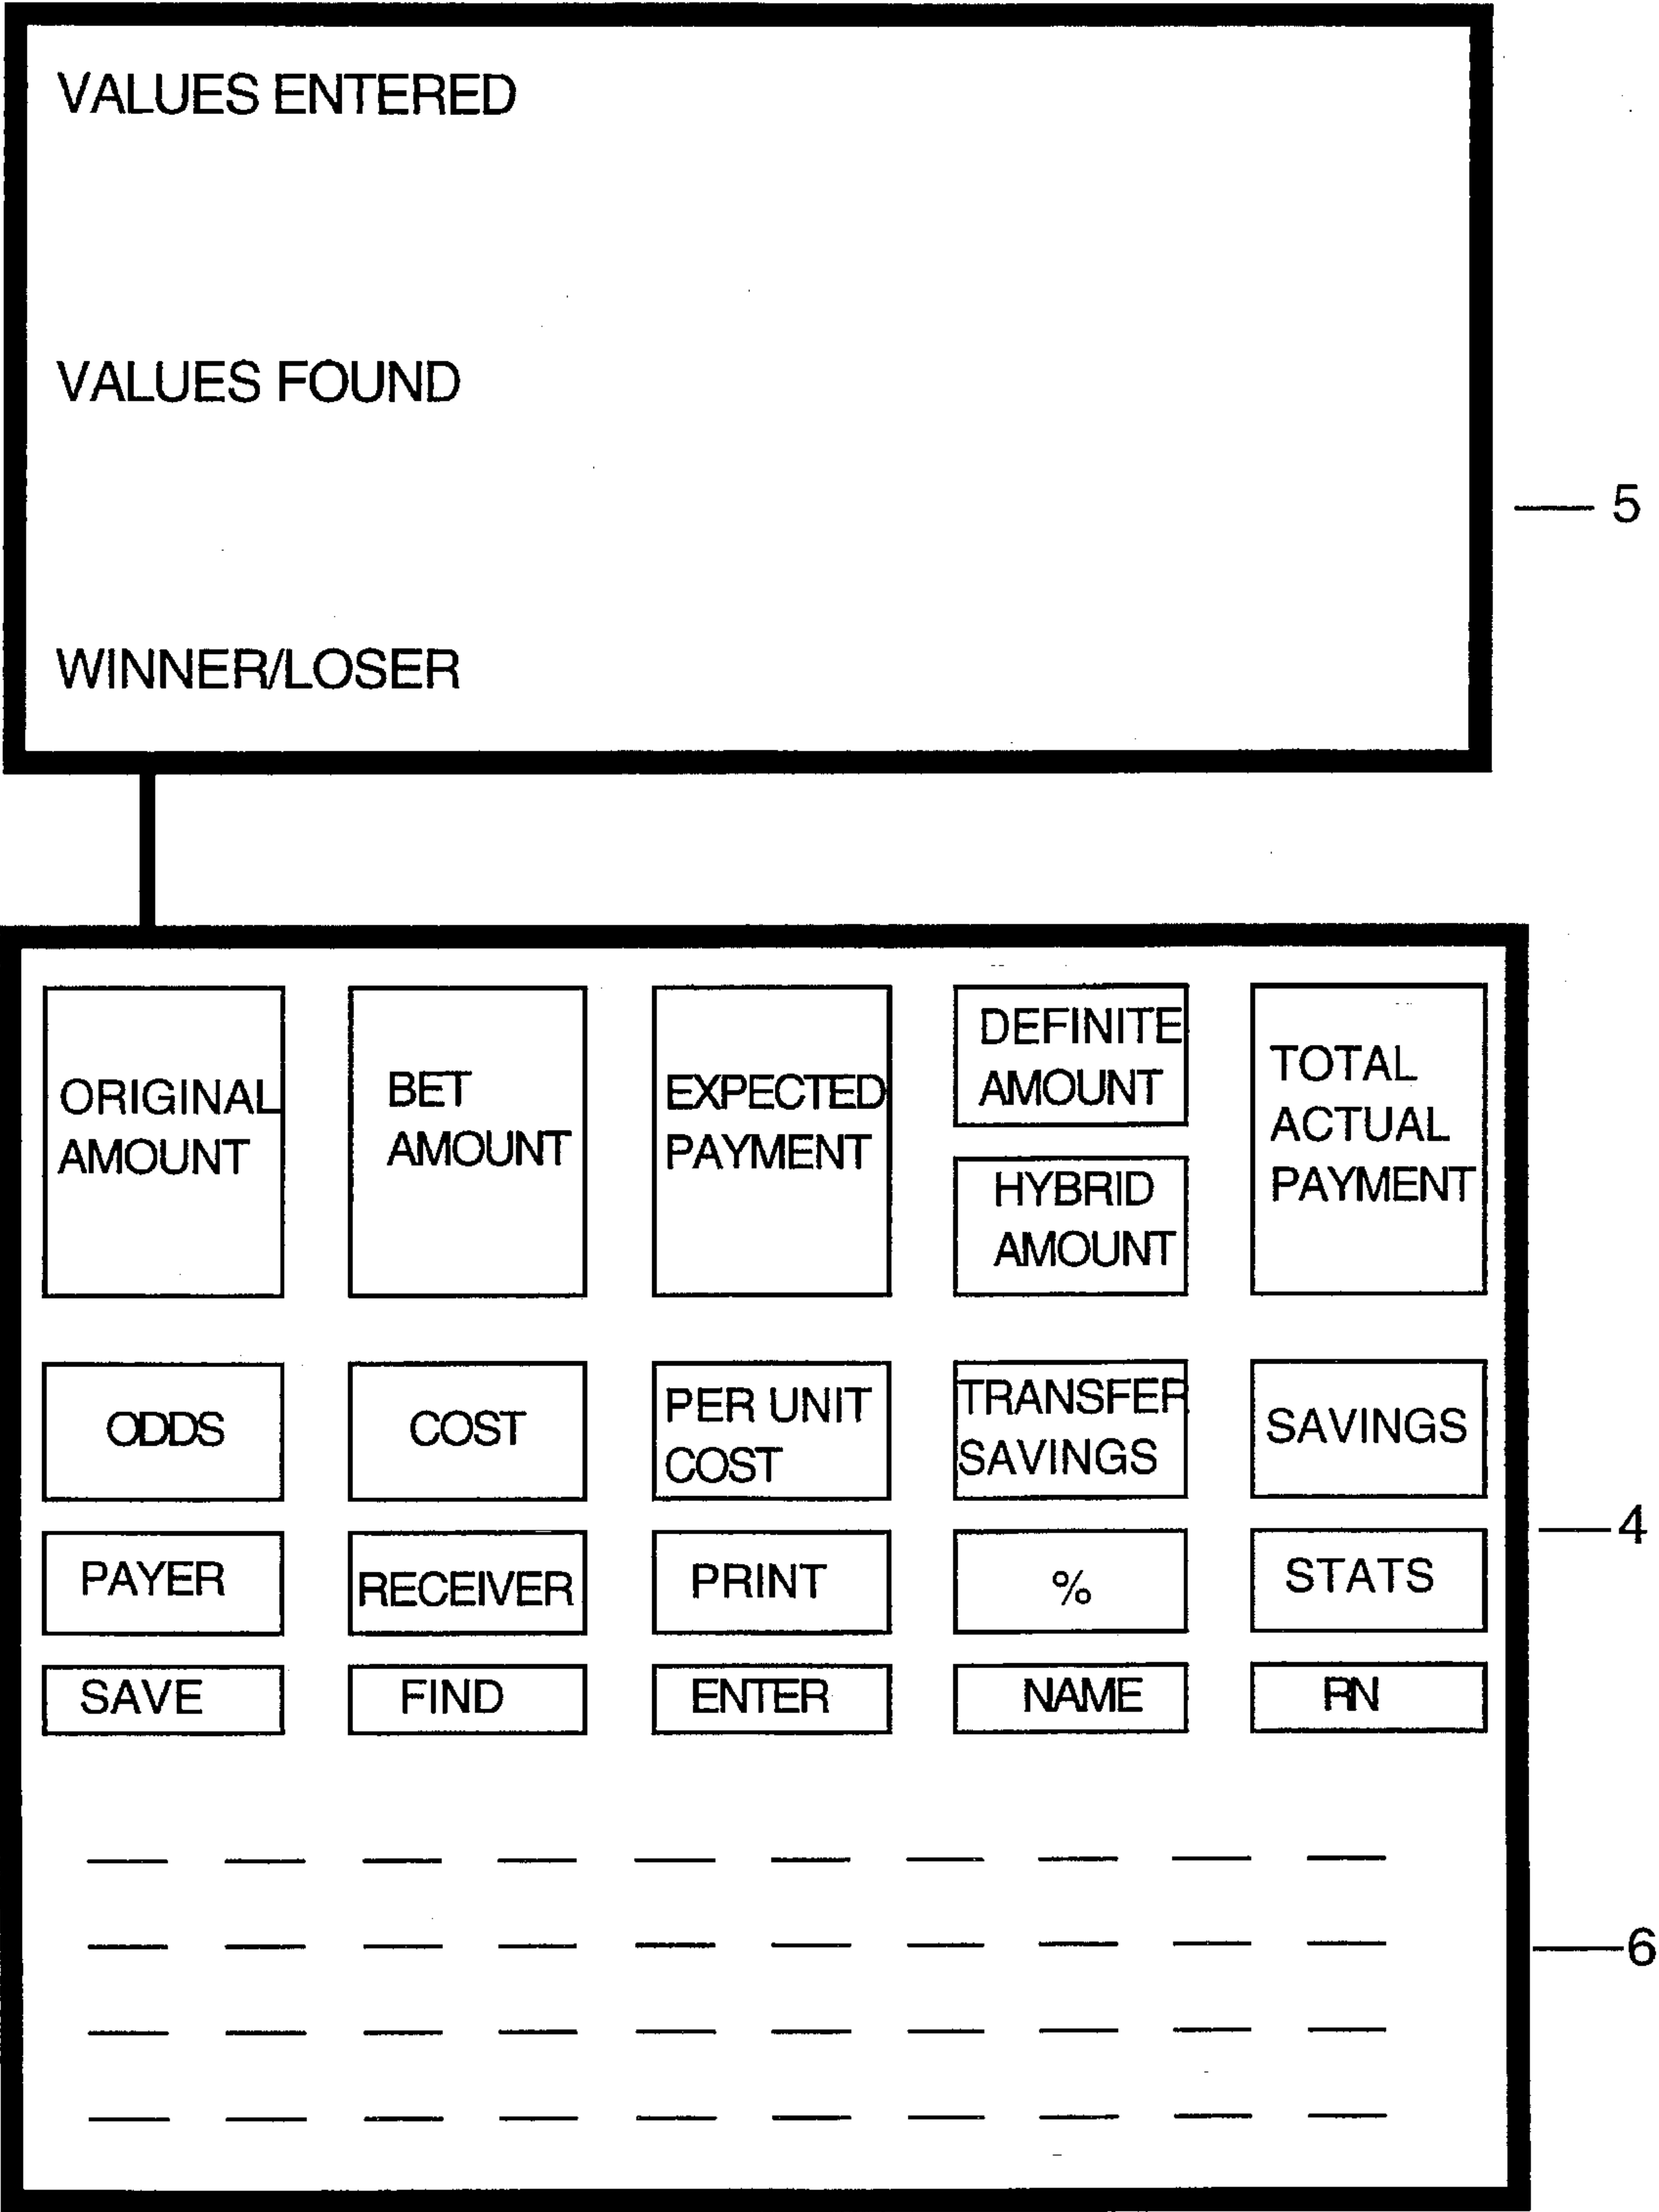 VALUES ENTERED
VALUES FOUND
5
WINNER/LOSER
ORIGINAL
AMOUNT
BET
AMOUNT
EXPECTED
PAYMENT
DEFINITE
AMOUNT
HYBRID
AMOUNT
TOTAL
ACTUAL
PAYMENT
ODDS
COST
PER UNIT
COST
TRANSFER
SAVINGS
SAVINGS
4
PAYER
RECEIVER
PRINT
%
STATS
SAVE
FIND
ENTER
NAME
RN
6